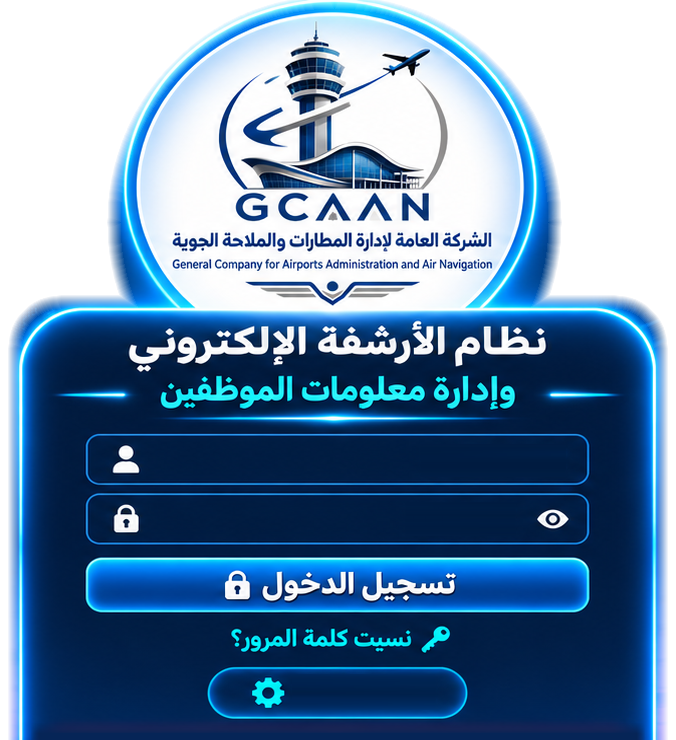 GCAAN
الشركة العامة لإدارة المطارات والملاحة الجوية
General Company for Airports Administration and Air Navigation
نظام الأرشفة الإلكتروني
وإدارة معلومات الموظفين
تسجيل الدخول
نسيت كلمة المرور؟